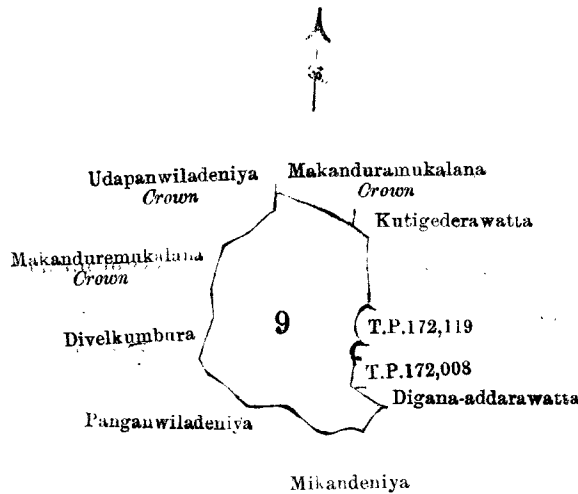 Udapanwiladeniya
Crown
Makanduramukalana
Crown
Kutigederawatta
Makanduremukalana
Crown
9
T.P.172,119
Divelkumbura
T.P.172,008
Digana-addarawatta
Panganwiladeniya
Mikandeniya